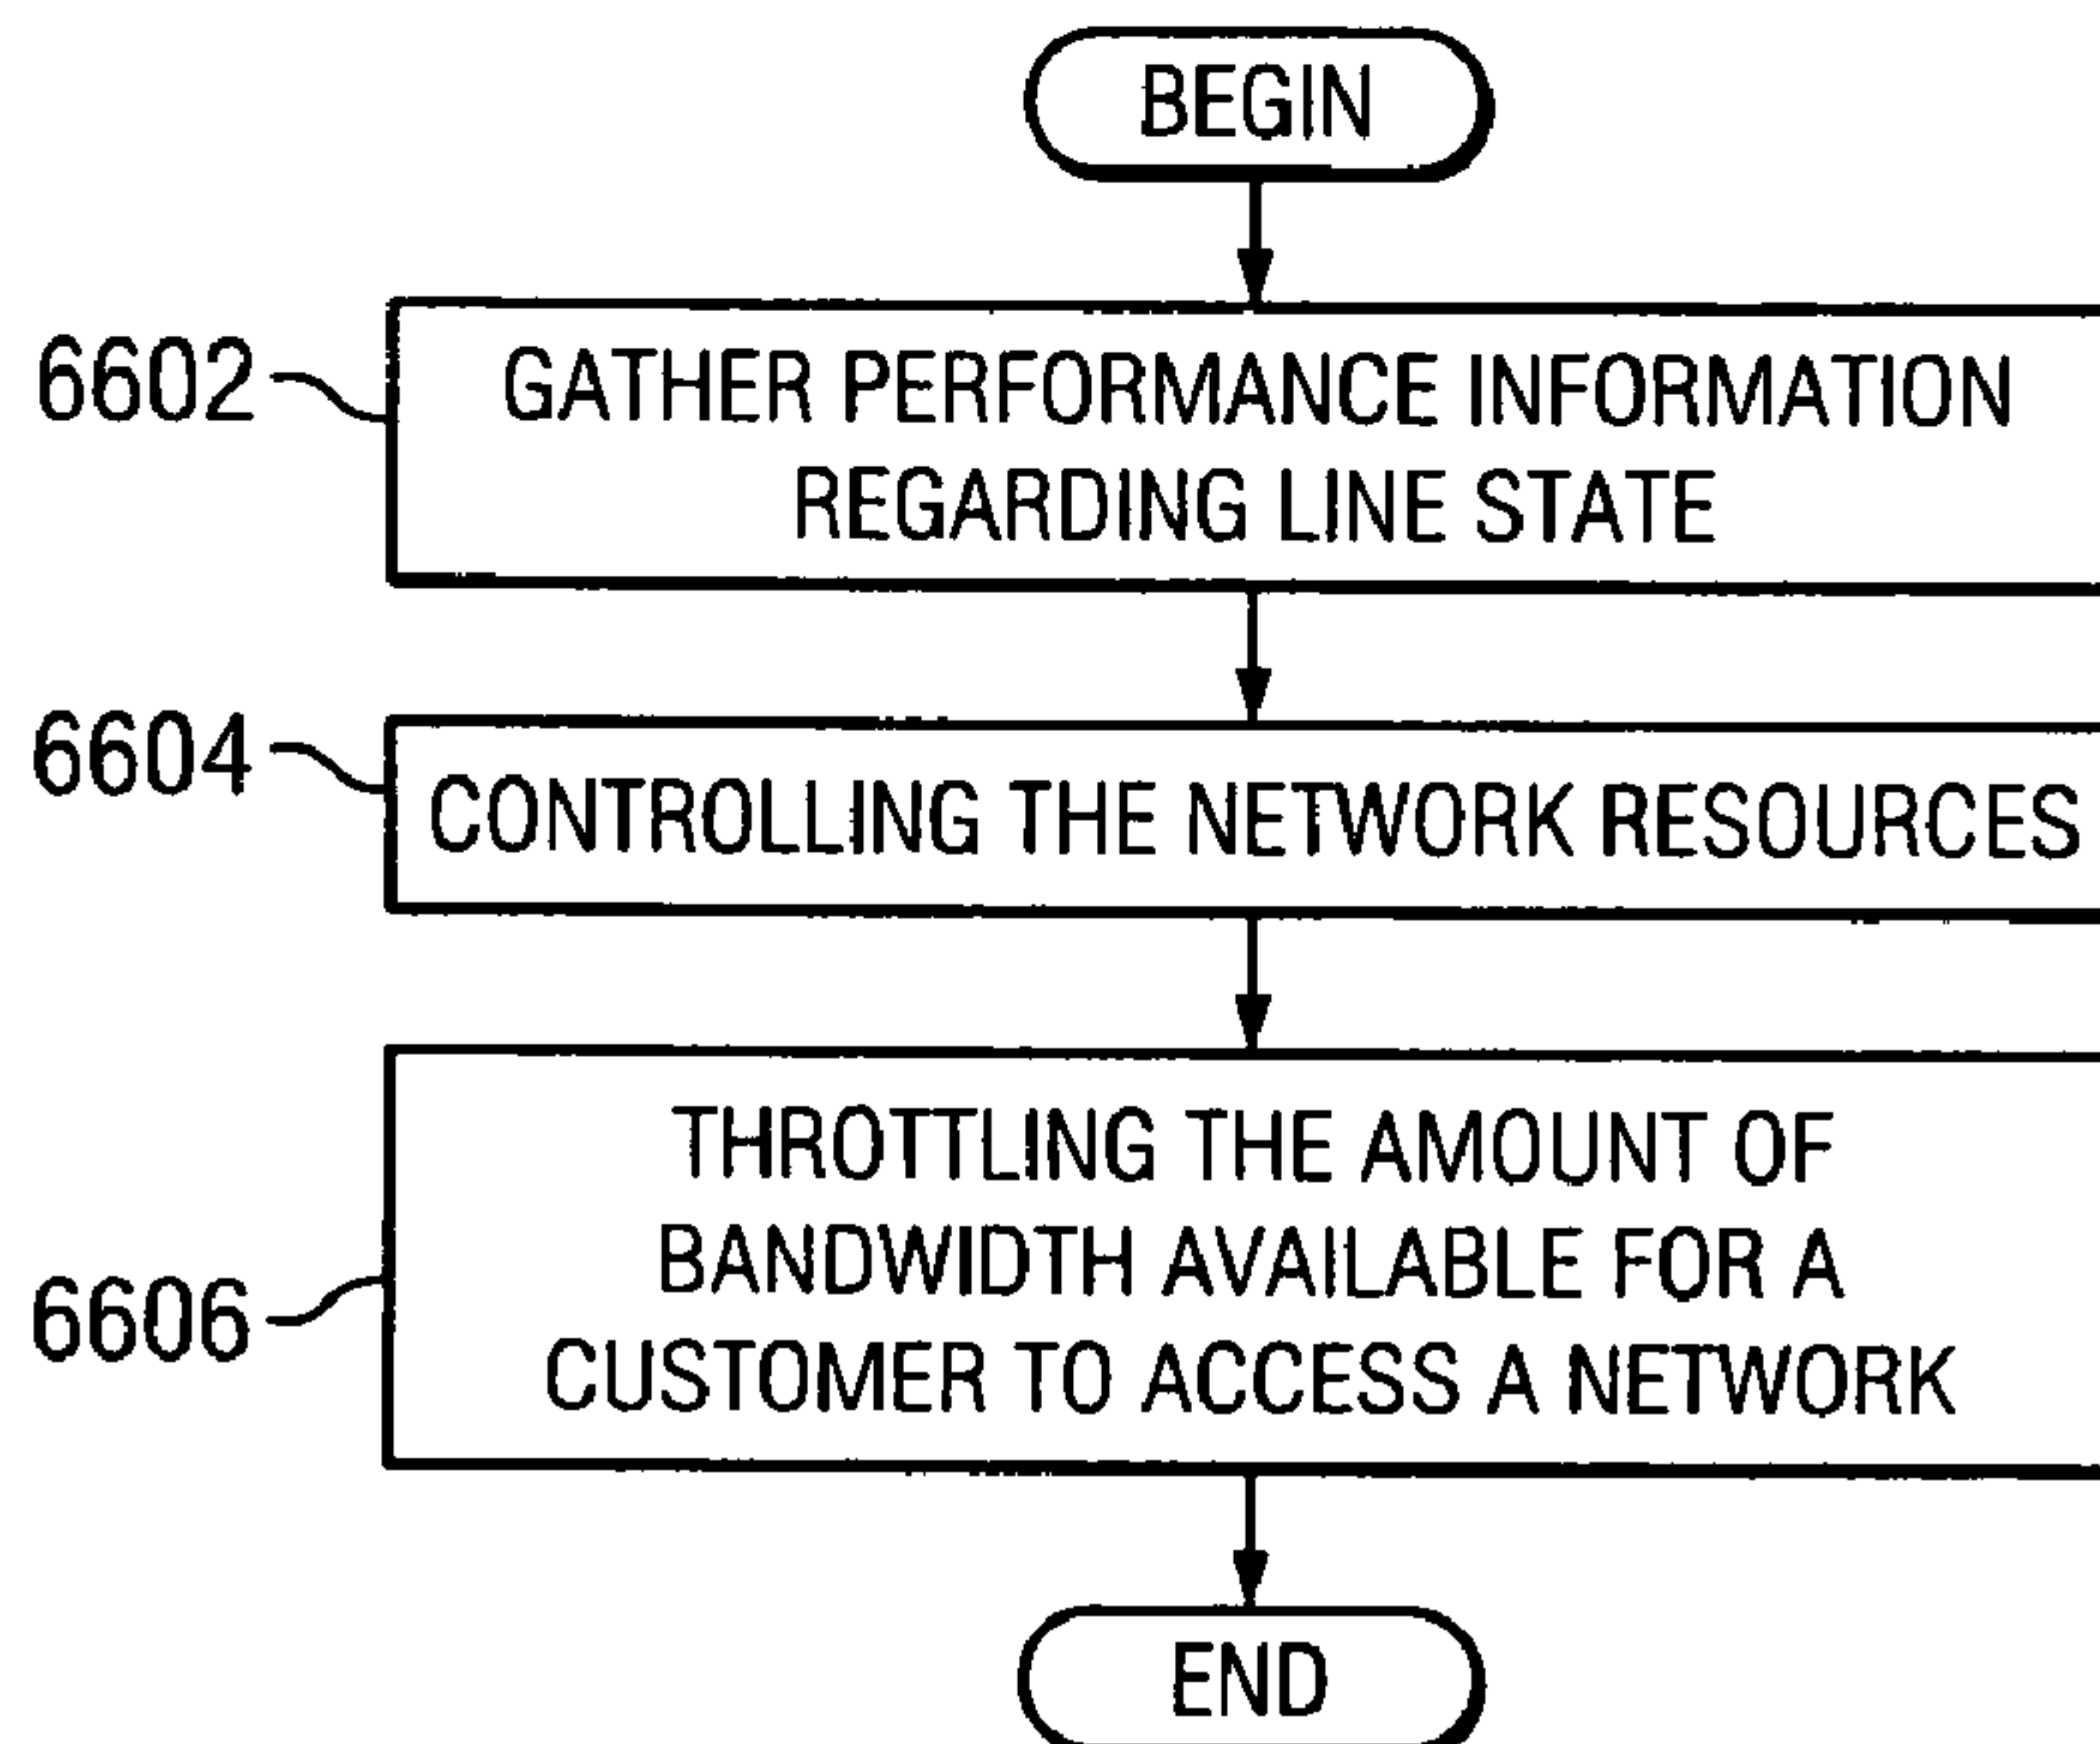 BEGIN
6602
GATHER PERFORMANCE INFORMATION
REGARDING LINE STATE
6604
CONTROLLING THE NETWORK RESOURCES
THROTTLING THE AMOUNT OF
BANDWIDTH AVAILABLE FOR A
6606
CUSTOMER TO ACCESS A NETWORK
END